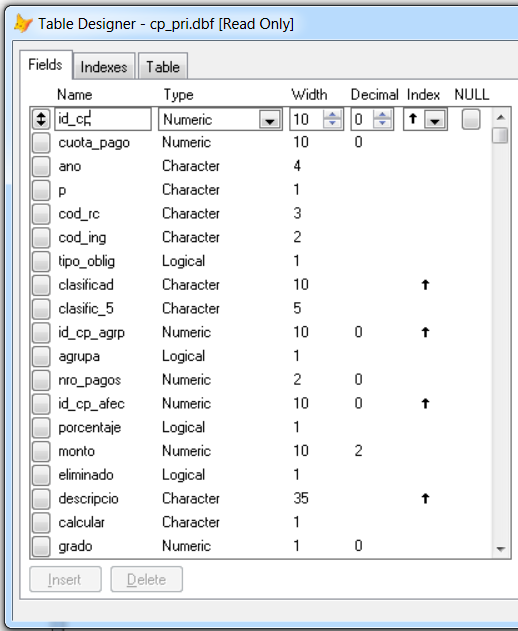 Table Designer - cp_pri.dbf [Read Only]
Fields Indexes Table
Name Type Width Decimal Index NULL
id_cp Numeric 10 0
cuota_pago Numeric 10 0
ano Character 4
p Character 1
cod_rc Character 3
cod_ing Character 2
tipo_oblig Logical 1
clasificad Character 10
clasific_5 Character 5
id_cp_agrp Numeric 10 0
agrupa Logical 1
nro_pagos Numeric 2 0
id_cp_afec Numeric 10 0
porcentaje Logical 1
monto Numeric 10 2
eliminado Logical 1
descripcio Character 35
calcular Character 1
grado Numeric 1 0
Insert Delete